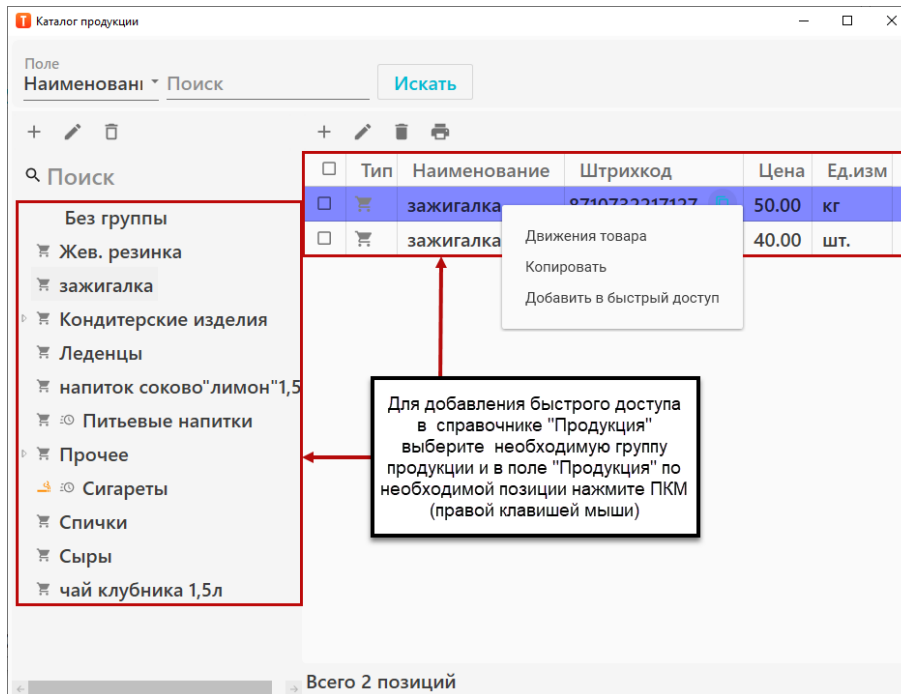 Каталог продукции
Поле
Наименовані Поиск
Искать
Поиск
Без группы
Жев. резинка
зажигалка
Кондитерские изделия
Леденцы
напиток соково"лимон"1,5
Питьевые напитки
Прочее
Сигареты
Спички
Сыры
чай клубника 1,5л
Тип Наименование Штрихкод Цена Ед.изм
зажигалка 8710732217127 50.00 кг
зажигалка 40.00 шт.
Движения товара
Копировать
Добавить в быстрый доступ
Для добавления быстрого доступа
в справочнике "Продукция"
выберите необходимую группу
продукции и в поле "Продукция" по
необходимой позиции нажмите ПКМ
(правой клавишей мыши)
Всего 2 позиций